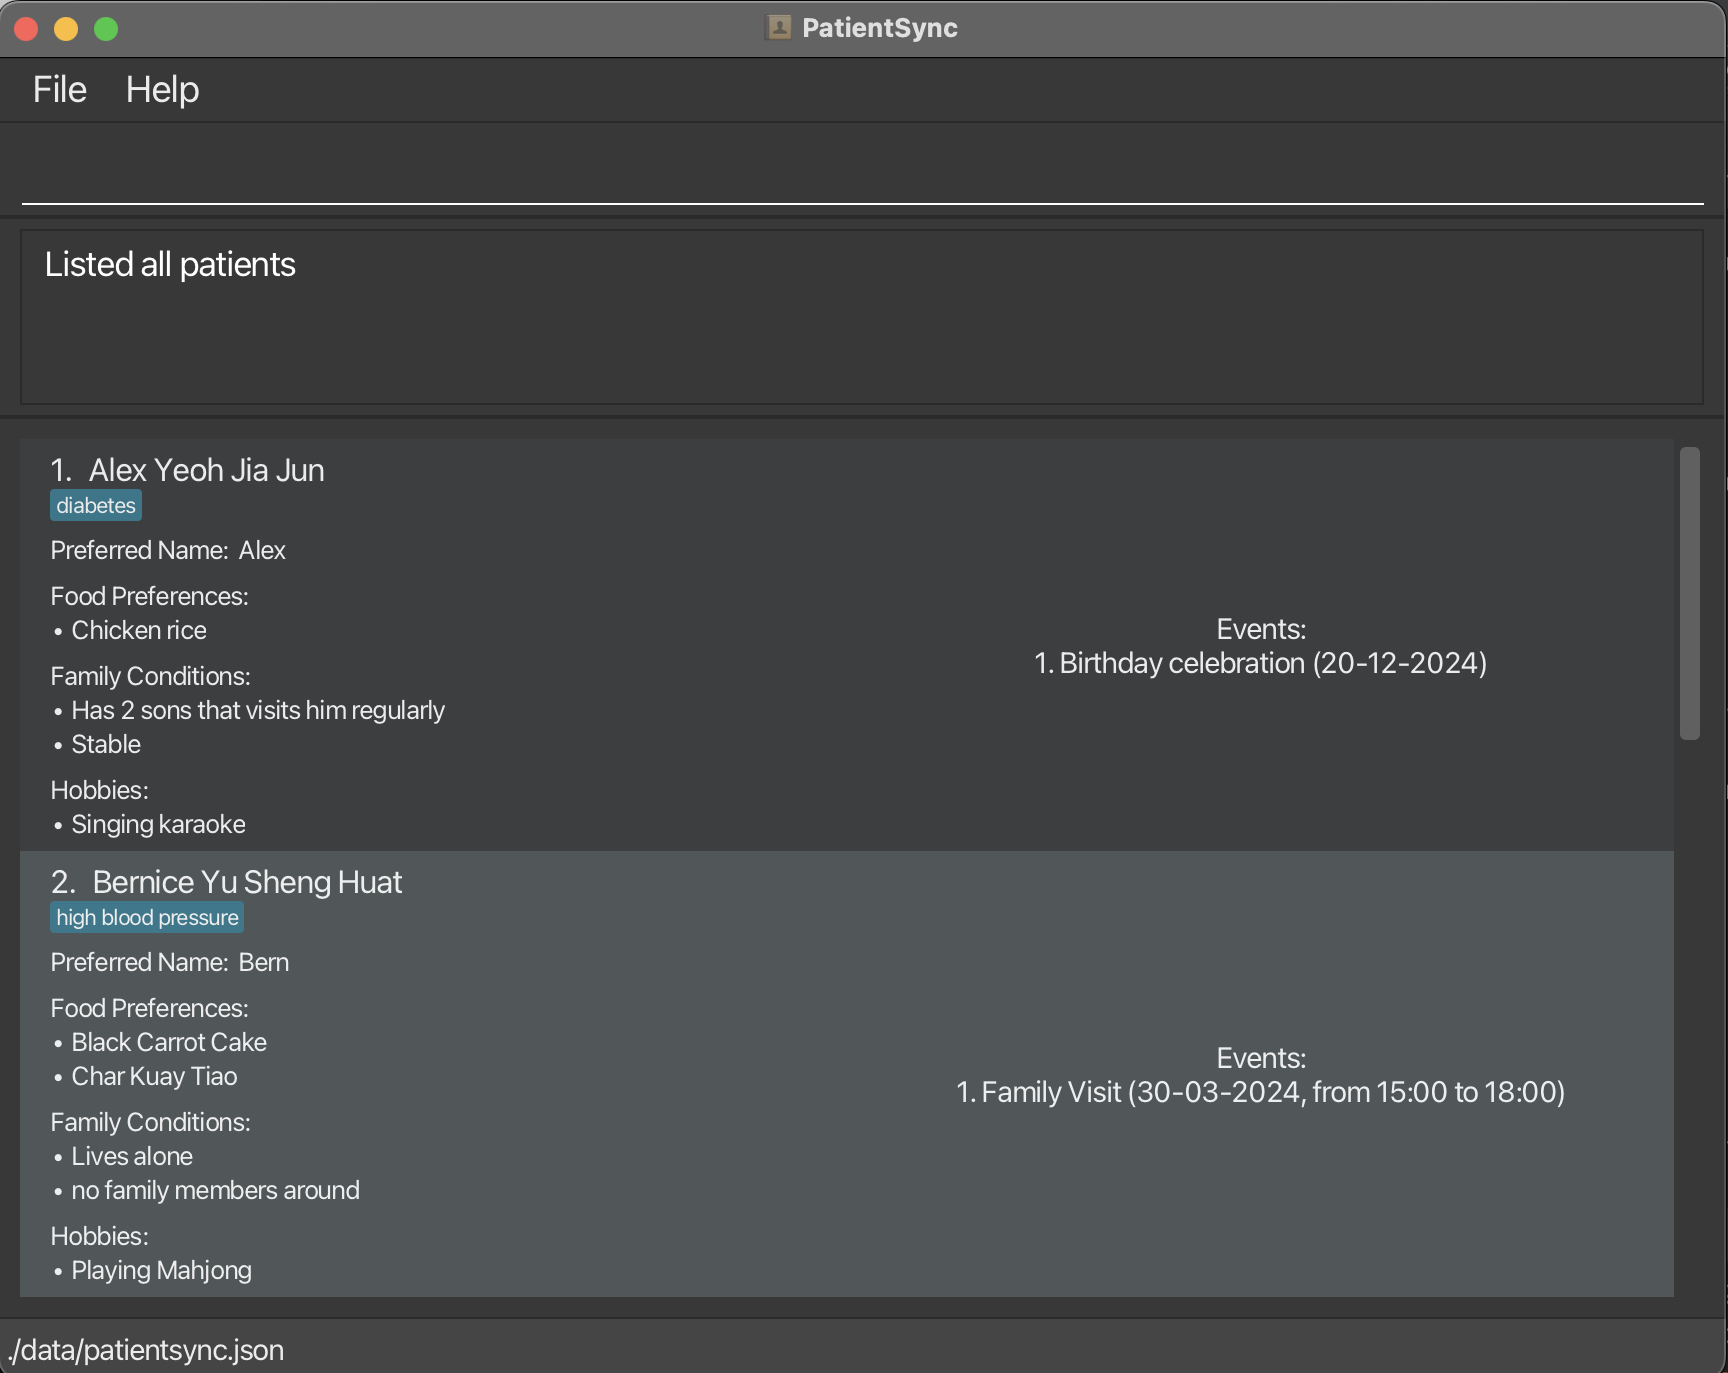 PatientSync
File Help
Listed all patients
1. Alex Yeoh Jia Jun
diabetes
Preferred Name: Alex
Food Preferences:
• Chicken rice
Family Conditions:
• Has 2 sons that visits him regularly
• Stable
Hobbies:
• Singing karaoke
Events:
1. Birthday celebration (20-12-2024)
2. Bernice Yu Sheng Huat
high blood pressure
Preferred Name: Bern
Food Preferences:
• Black Carrot Cake
• Char Kuay Tiao
Family Conditions:
• Lives alone
• no family members around
Hobbies:
• Playing Mahjong
Events:
1. Family Visit (30-03-2024, from 15:00 to 18:00)
./data/patientsync.json